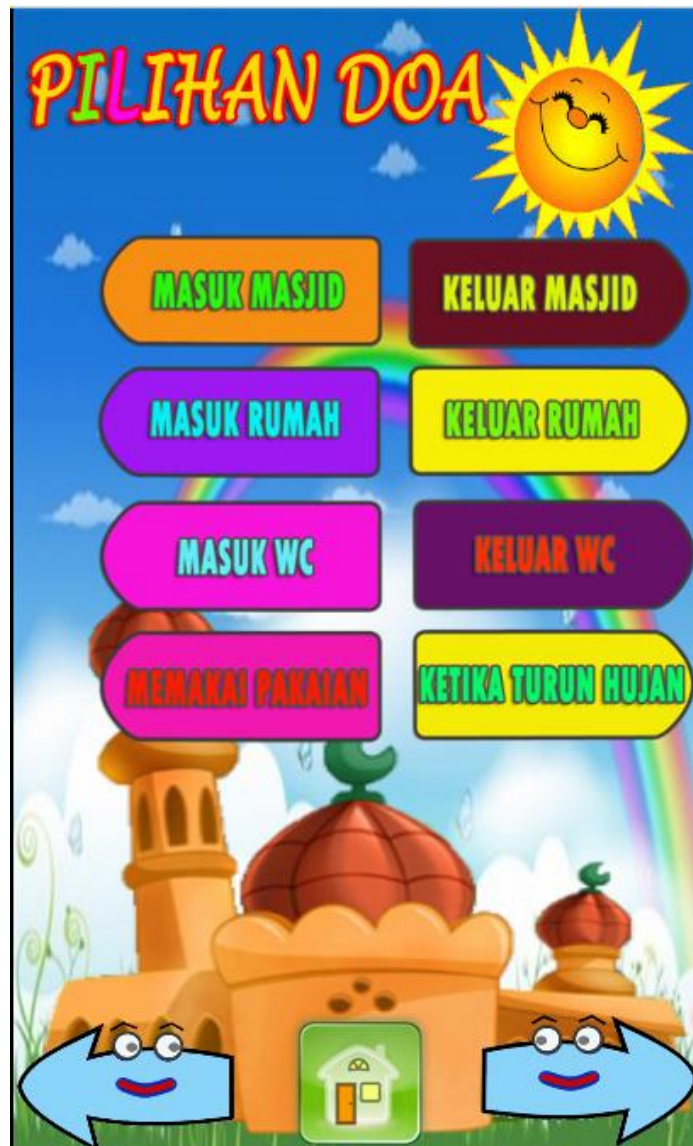 PILIHAN DOA
MASUK MASJID
KELUAR MASJID
MASUK RUMAH
KELUAR RUMAH
MASUK WC
KELUAR WC
MEMAKAI PAKAIAN
KETIKA TURUN HUJAN